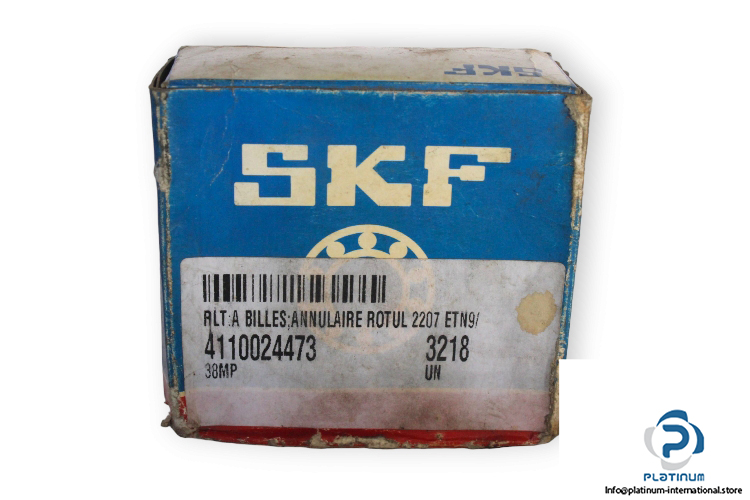 SKF
SKF
RLT;A BILLES;ANNULAIRE ROTUL 2207 ETN9/
4110024473 3218
38MP UN
PLATINUM
Info@platinum-international.store